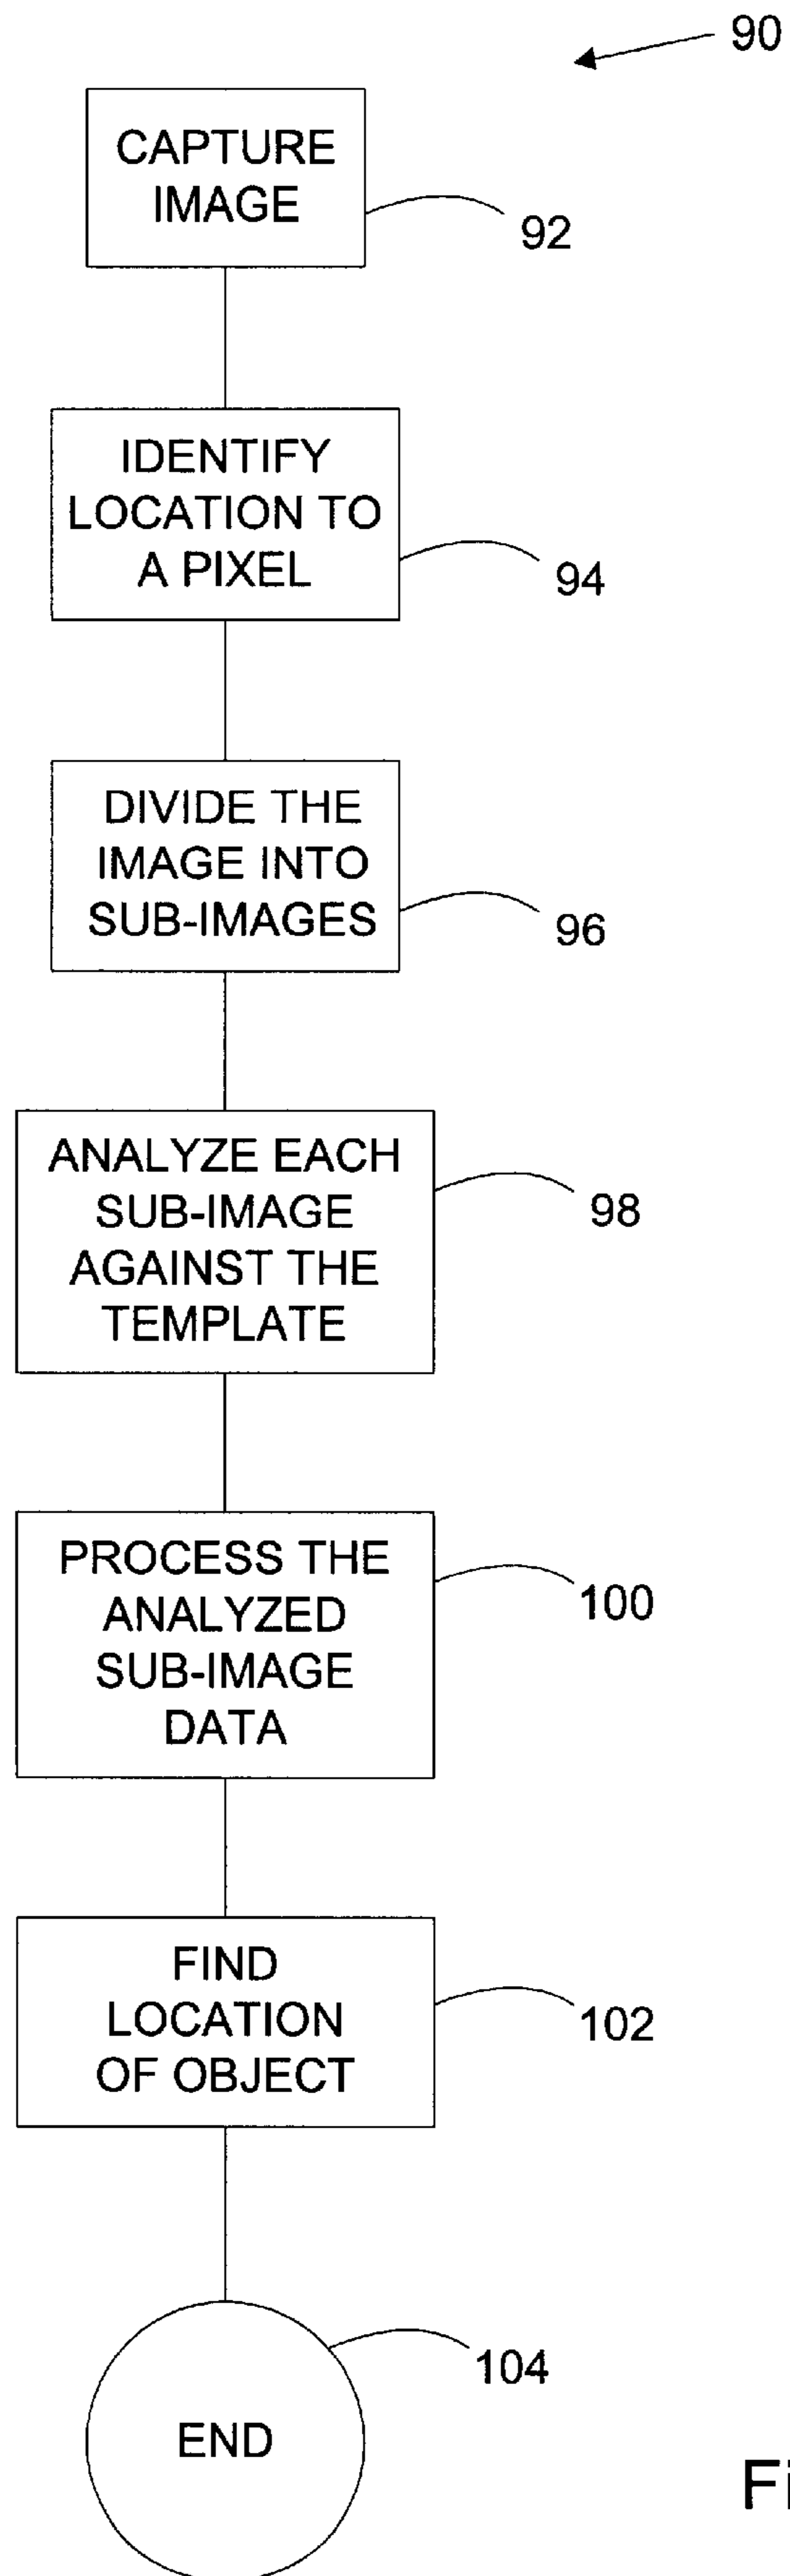 90
CAPTURE
IMAGE
92
IDENTIFY
LOCATION TO
A PIXEL
94
DIVIDE THE
IMAGE INTO
SUB-IMAGES
96
ANALYZE EACH
SUB-IMAGE
AGAINST THE
TEMPLATE
98
PROCESS THE
ANALYZED
SUB-IMAGE
DATA
100
FIND
LOCATION
OF OBJECT
102
END
104